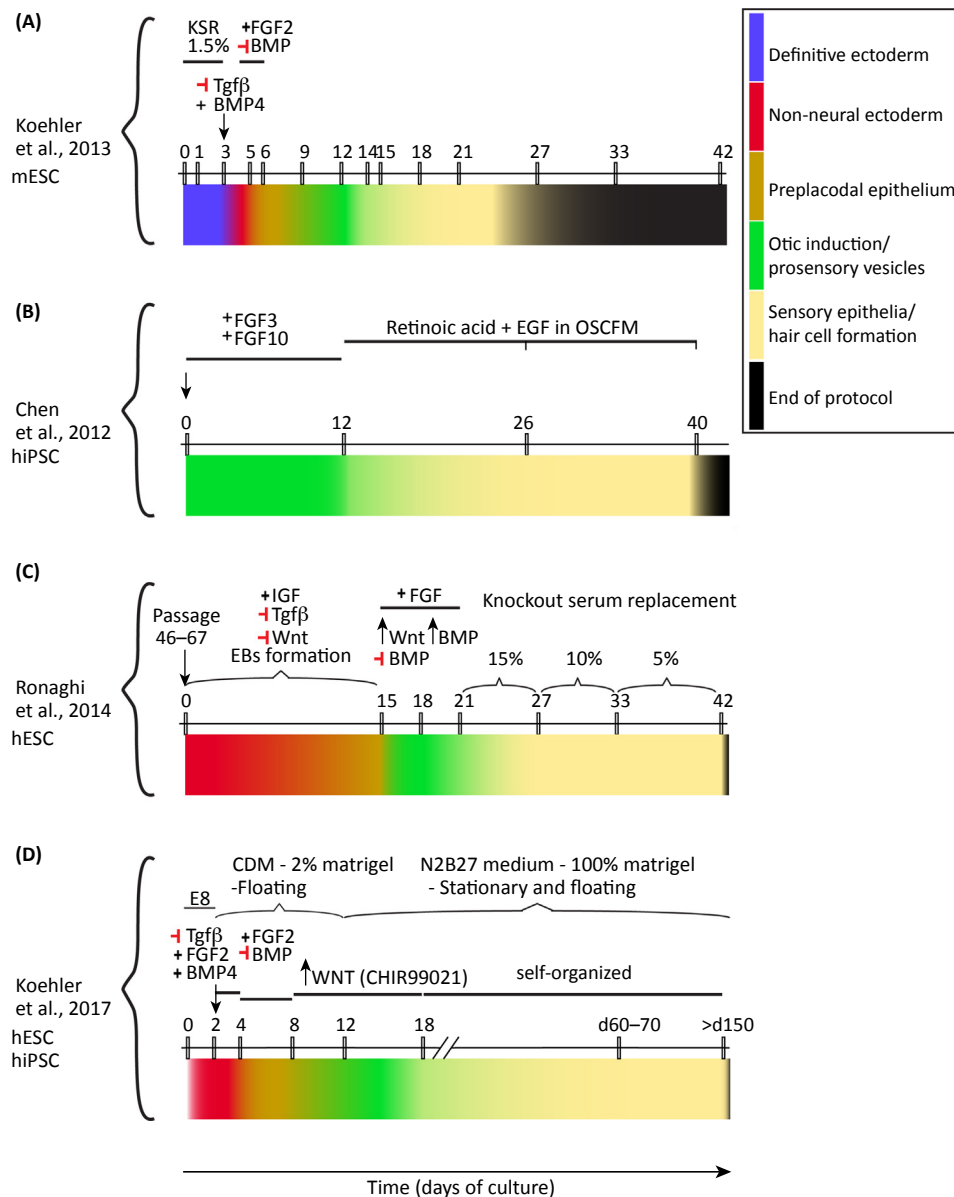 (A)
KSR
1.5%
+FGF2
BMP
Tgfβ
+ BMP4
Koehler
et al., 2013
mESC
0 1 3 5 6 9 12 14 15 18 21 27 33 42
Definitive ectoderm
Non-neural ectoderm
Preplacodal epithelium
Otic induction/
prosensory vesicles
Sensory epithelia/
hair cell formation
End of protocol
(B)
+FGF3
+FGF10
Retinoic acid + EGF in OSCFM
Chen
et al., 2012
hiPSC
0 12 26 40
(C)
Passage
46–67
+IGF
Tgfβ
Wnt
EBs formation
+FGF
Wnt BMP
BMP
Knockout serum replacement
15% 10% 5%
Ronaghi
et al., 2014
hESC
0 15 18 21 27 33 42
(D)
CDM - 2% matrigel
-Floating
N2B27 medium - 100% matrigel
- Stationary and floating
E8
Tgfβ
+ FGF2
+ BMP4
+FGF2
BMP
WNT (CHIR99021)
self-organized
Koehler
et al., 2017
hESC
hiPSC
0 2 4 8 12 18 d60–70 >d150
Time (days of culture)